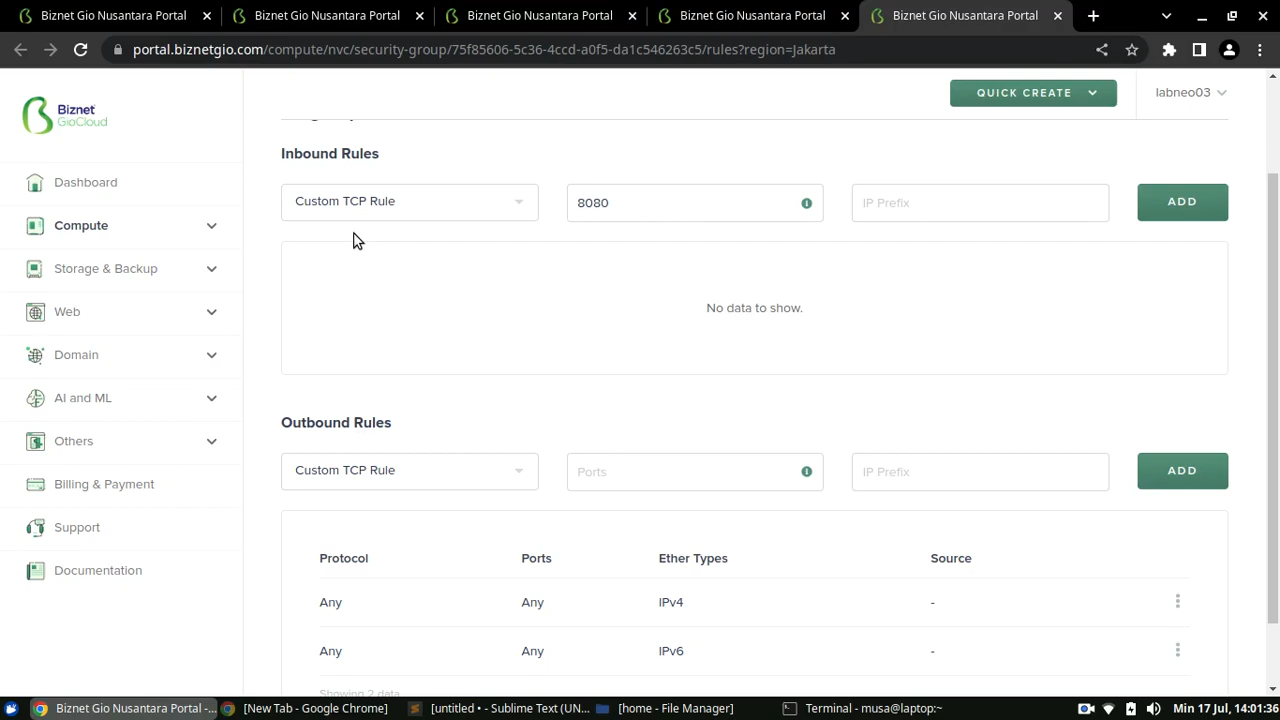 Biznet Gio Nusantara Portal
Biznet Gio Nusantara Portal
Biznet Gio Nusantara Portal
Biznet Gio Nusantara Portal
Biznet Gio Nusantara Portal
portal.biznetgio.com/compute/nvc/security-group/75f85606-5c36-4ccd-a0f5-da1c546263c5/rules?region=Jakarta
Biznet
GioCloud
QUICK CREATE
labneo03
Dashboard
Compute
Storage & Backup
Web
Domain
AI and ML
Others
Billing & Payment
Support
Documentation
Inbound Rules
Custom TCP Rule
8080
IP Prefix
ADD
No data to show.
Outbound Rules
Custom TCP Rule
Ports
IP Prefix
ADD
Protocol Ports Ether Types Source
Any Any IPv4 -
Any Any IPv6 -
Showing 2 data
Biznet Gio Nusantara Portal -...
[New Tab - Google Chrome]
[untitled • - Sublime Text (UN...
[home - File Manager]
Terminal - musa@laptop:~
Min 17 Jul, 14:01:36